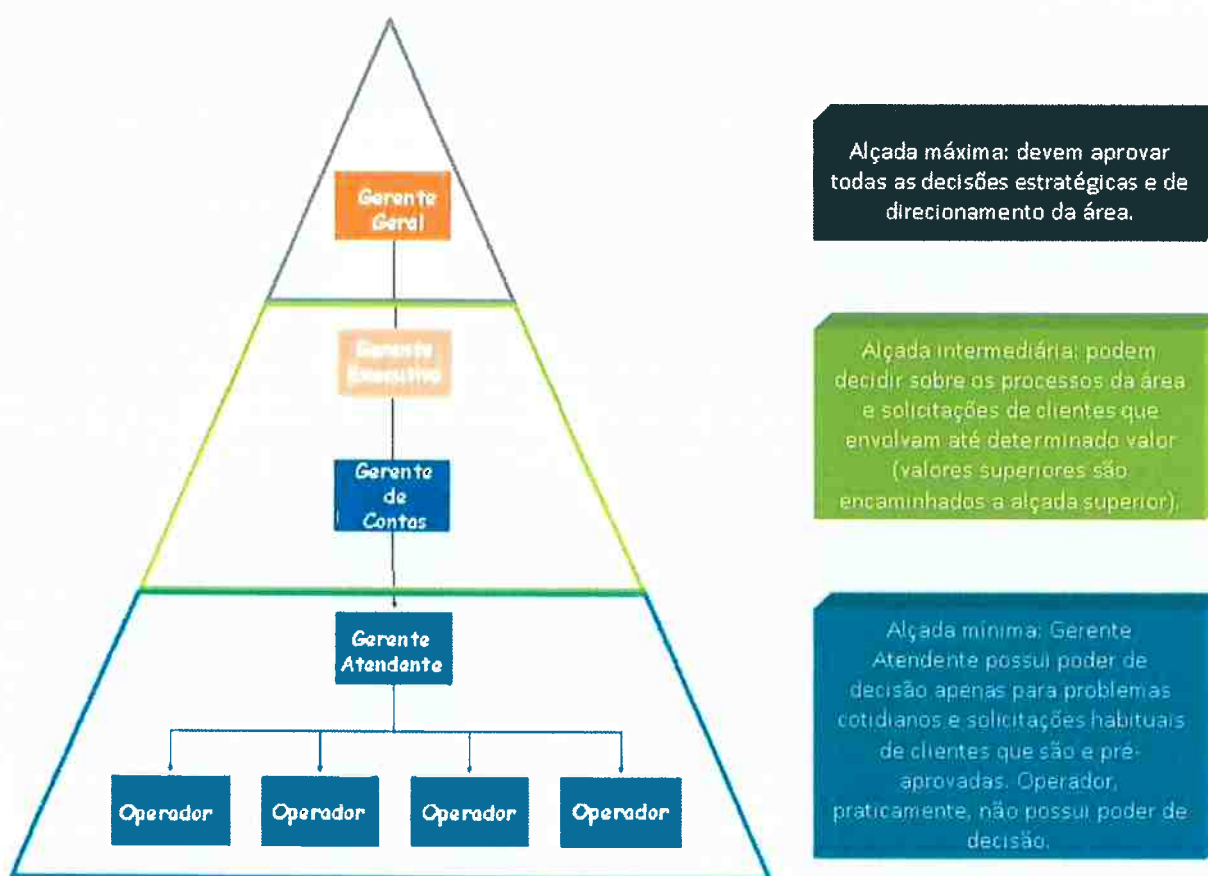 Gerente
Geral
Gerente
Executivo
Gerente
de
Contas
Gerente
Atendente
Operador
Operador
Operador
Operador
Alçada máxima: devem aprovar
todas as decisões estratégicas e de
direcionamento da área.
Alçada intermediária: podem
decidir sobre os processos da área
e solicitações de clientes que
envolvam até determinado valor
(valores superiores são
encaminhados a alçada superior).
Alçada mínima: Gerente
Atendente possui poder de
decisão apenas para problemas
cotidianos e solicitações habituais
de clientes que são e pré-
aprovadas. Operador,
praticamente, não possui poder de
decisão.